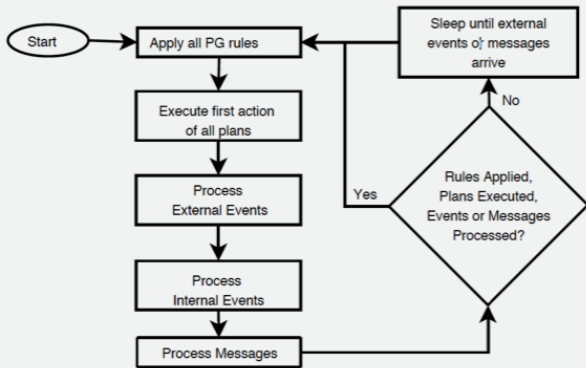 Start
Apply all PG rules
Execute first action
of all plans
Process
External Events
Process
Internal Events
Process Messages
Sleep until external
events or messages
arrive
No
Yes
Rules Applied,
Plans Executed,
Events or Messages
Processed?